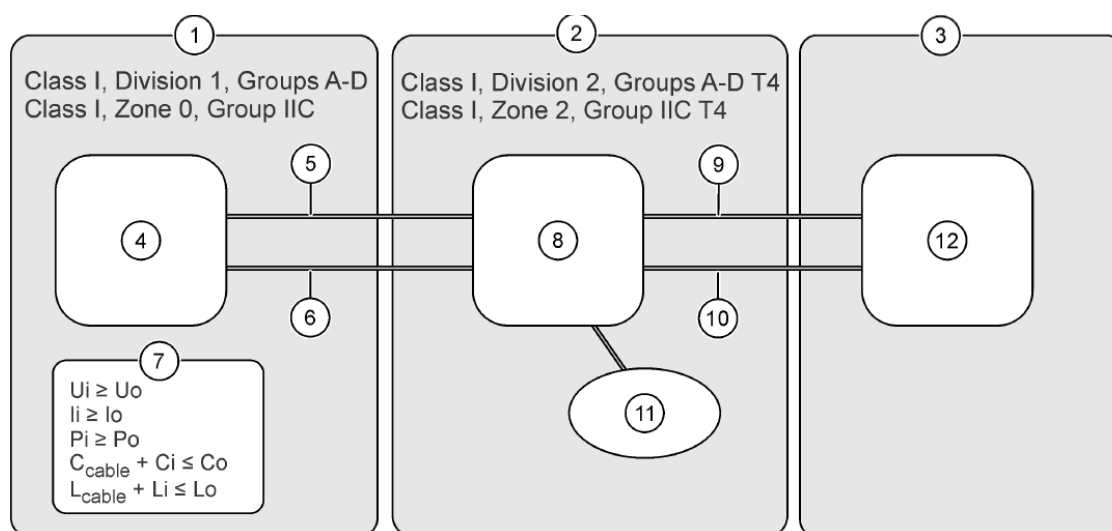 1
2
3
Class I, Division 1, Groups A-D
Class I, Zone 0, Group IIC
Class I, Division 2, Groups A-D T4
Class I, Zone 2, Group IIC T4
5
9
4
8
12
6
10
7
Ui ≥ Uo
Ii ≥ Io
Pi ≥ Po
Ccable + Ci ≤ Co
Lcable + Li ≤ Lo
11